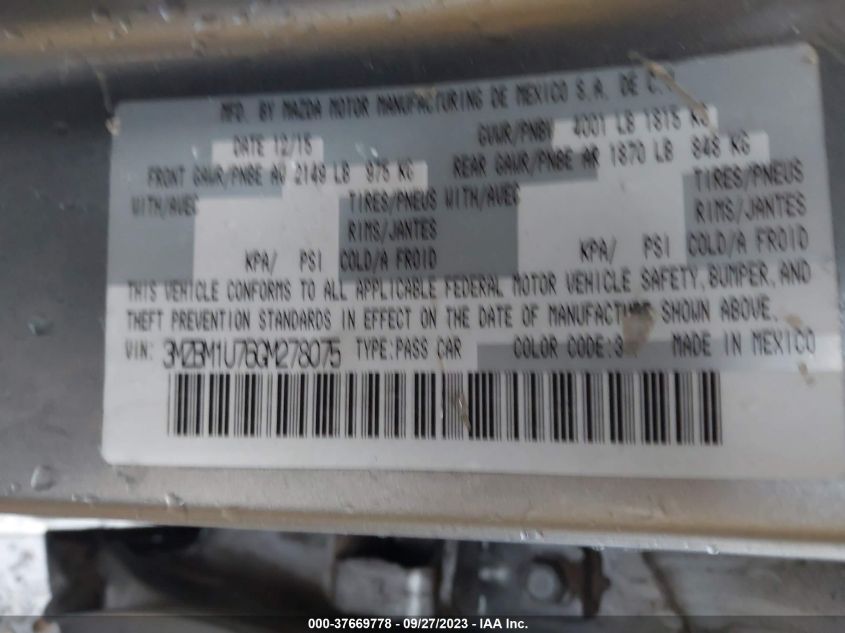 MFD. BY MAZDA MOTOR MANUFACTURING DE MEXICO S.A. DE C.
DATE 12/15 GVWR/PNBV 4001 LB 1815 KG
FRONT GAWR/PNBE AV 2149 LB 975 KG REAR GAWR/PNBE AR 1870 LB 848 KG
WITH/AVEC TIRES/PNEUS WITH/AVEC TIRES/PNEUS
RIMS/JANTES RIMS/JANTES
KPA/ PSI COLD/A FROID KPA/ PSI COLD/A FROID
THIS VEHICLE CONFORMS TO ALL APPLICABLE FEDERAL MOTOR VEHICLE SAFETY, BUMPER, AND
THEFT PREVENTION STANDARDS IN EFFECT ON THE DATE OF MANUFACTURE SHOWN ABOVE.
VIN: 3MZBM1U76GM278075 TYPE:PASS CAR COLOR CODE: MADE IN MEXICO
000-37669778 - 09/27/2023 - IAA Inc.